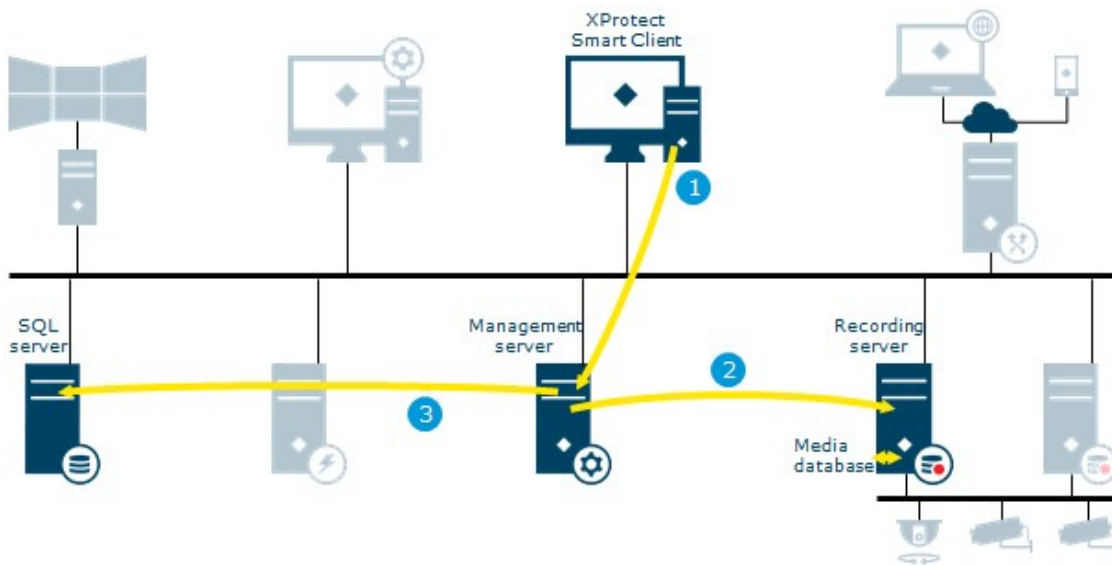 XProtect
Smart Client
1
SQL
server
Management
server
Recording
server
2
3
Media
database